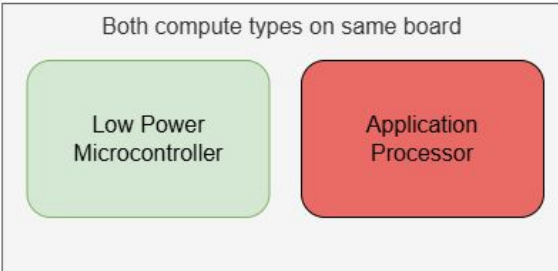 Both compute types on same board
Low Power
Microcontroller
Application
Processor